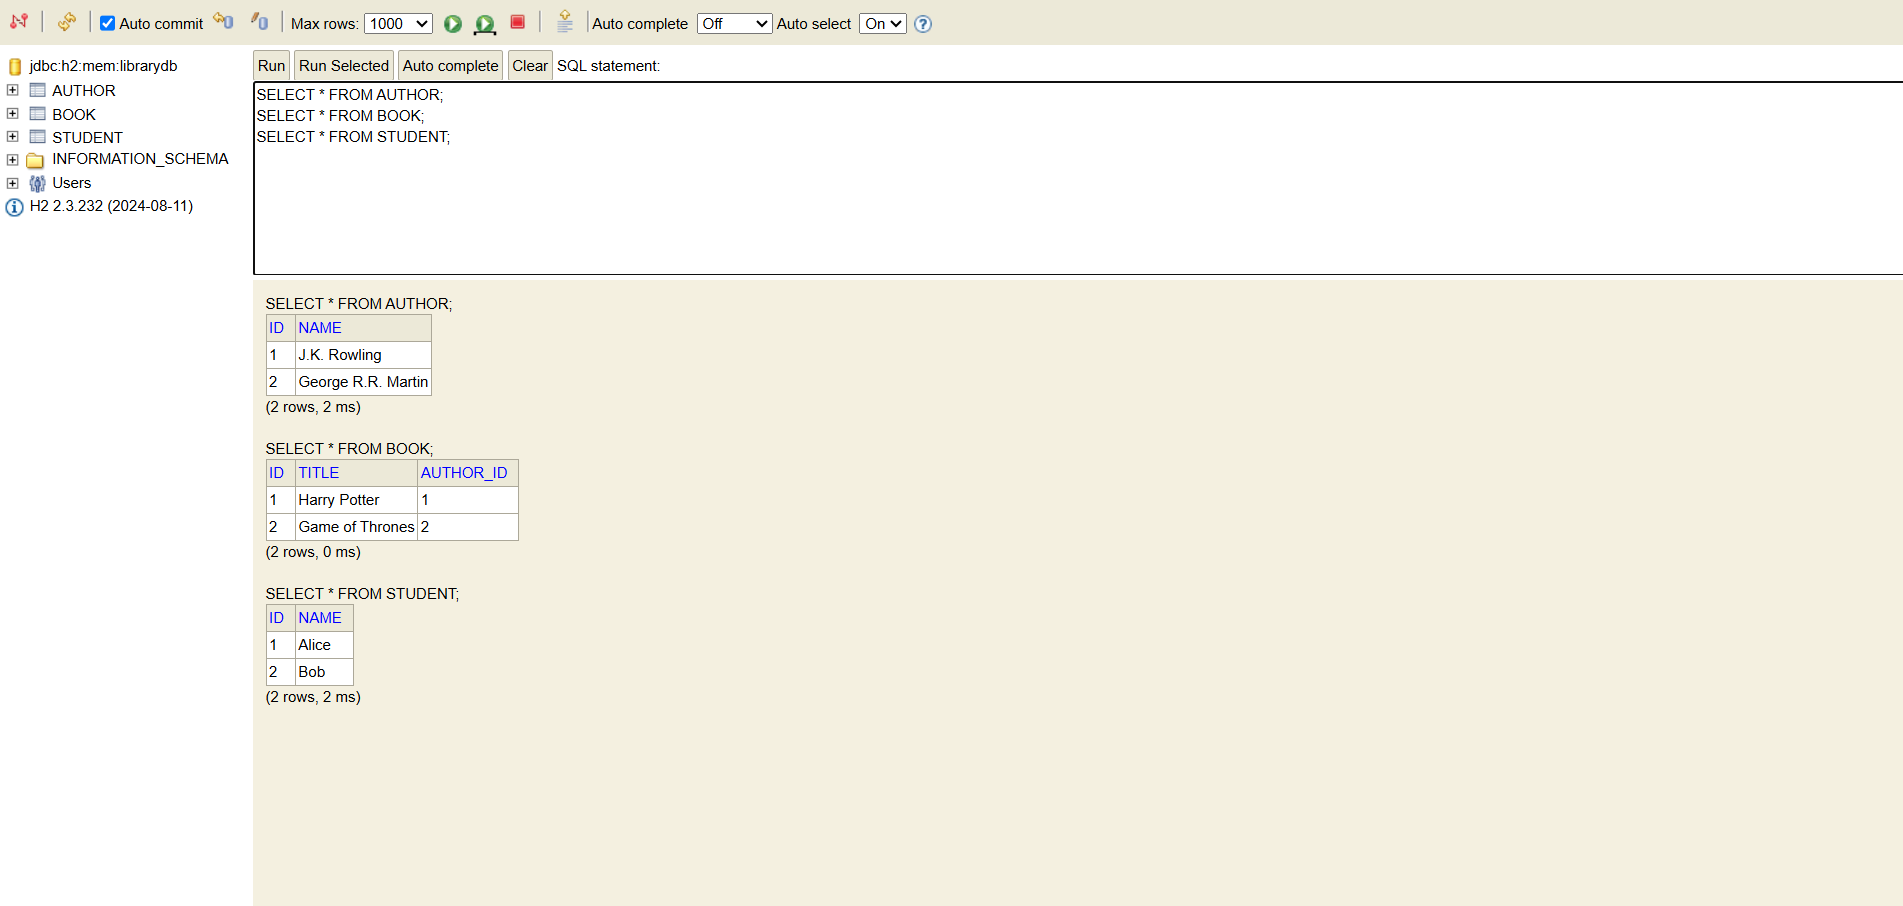 Auto commit Max rows: 1000 Auto complete Off Auto select On
jdbc:h2:mem:librarydb
AUTHOR
BOOK
STUDENT
INFORMATION_SCHEMA
Users
H2 2.3.232 (2024-08-11)
Run Run Selected Auto complete Clear SQL statement:
SELECT * FROM AUTHOR;
SELECT * FROM BOOK;
SELECT * FROM STUDENT;
SELECT * FROM AUTHOR;
ID NAME
1 J.K. Rowling
2 George R.R. Martin
(2 rows, 2 ms)
SELECT * FROM BOOK;
ID TITLE AUTHOR_ID
1 Harry Potter 1
2 Game of Thrones 2
(2 rows, 0 ms)
SELECT * FROM STUDENT;
ID NAME
1 Alice
2 Bob
(2 rows, 2 ms)